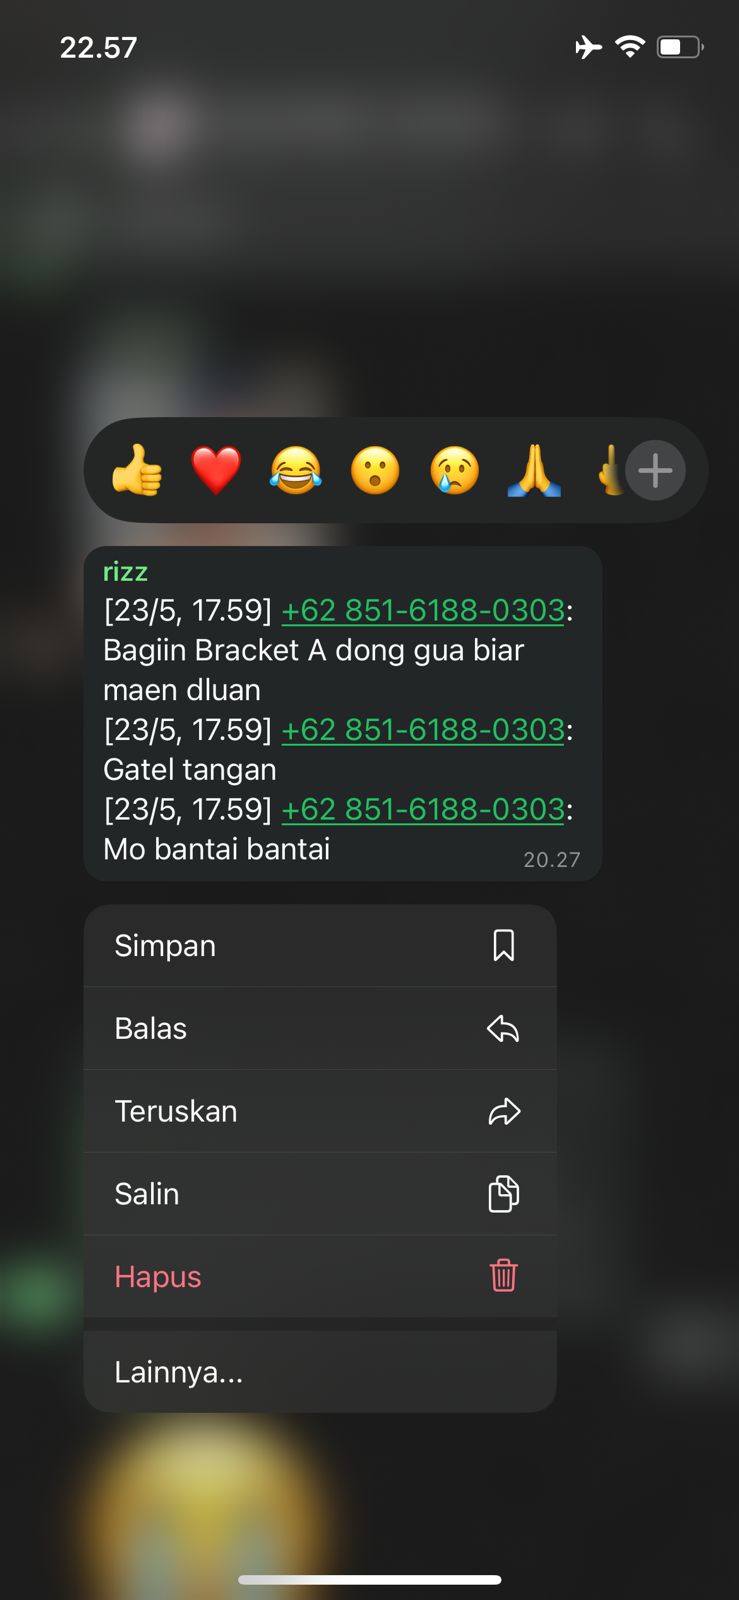 22.57
rizz
[23/5, 17.59] +62 851-6188-0303:
Bagiin Bracket A dong gua biar
maen dluan
[23/5, 17.59] +62 851-6188-0303:
Gatel tangan
[23/5, 17.59] +62 851-6188-0303:
Mo bantai bantai
20.27
Simpan
Balas
Teruskan
Salin
Hapus
Lainnya...